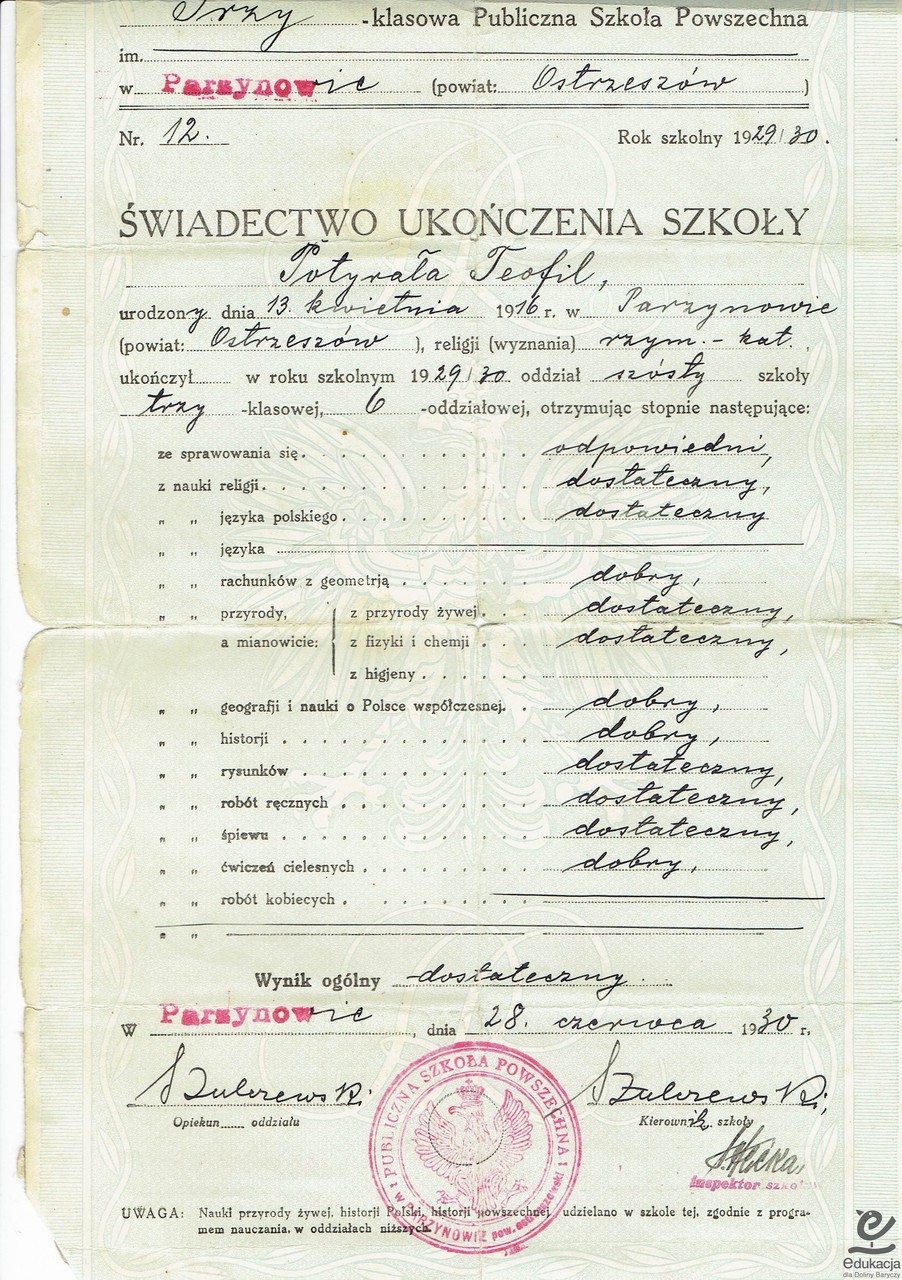 Trzy -klasowa Publiczna Szkoła Powszechna
im.
w Parzynowie (powiat: Ostrzeszów )
Nr. 12. Rok szkolny 1929/30.
ŚWIADECTWO UKOŃCZENIA SZKOŁY
Potyrała Teofil,
urodzony dnia 13. kwietnia 1916 r. w Parzynowie
(powiat: Ostrzeszów ), religji (wyznania) rzym. - kat. ,
ukończył w roku szkolnym 1929/30 oddział szósty szkoły
trzy -klasowej, 6 -oddziałowej, otrzymując stopnie następujące:
ze sprawowania się odpowiedni,
z nauki religji dostateczny,
„ „ języka polskiego dostateczny
„ „ języka
„ „ rachunków z geometrją dobry,
„ „ przyrody, z przyrody żywej dostateczny,
a mianowicie: z fizyki i chemji dostateczny,
z higjeny
„ „ geografji i nauki o Polsce współczesnej dobry,
„ „ historji dobry,
„ „ rysunków dostateczny,
„ „ robót ręcznych dostateczny,
„ „ śpiewu dostateczny,
„ „ ćwiczeń cielesnych dobry,
„ „ robót kobiecych
„ „
Wynik ogólny dostateczny.
W Parzynowie, dnia 28. czerwca 1930 r,
Opiekun oddziału
Kierownik szkoły
Inspektor szkol
PUBLICZNA SZKOŁA POWSZECHNA
w PARZYNOWIE pow. ostrzeszowski
UWAGA: Nauki przyrody żywej, historji Polski, historji powszechnej udzielano w szkole tej, zgodnie z progra-
mem nauczania, w oddziałach niższych.
edukacja
dla Doliny Baryczy